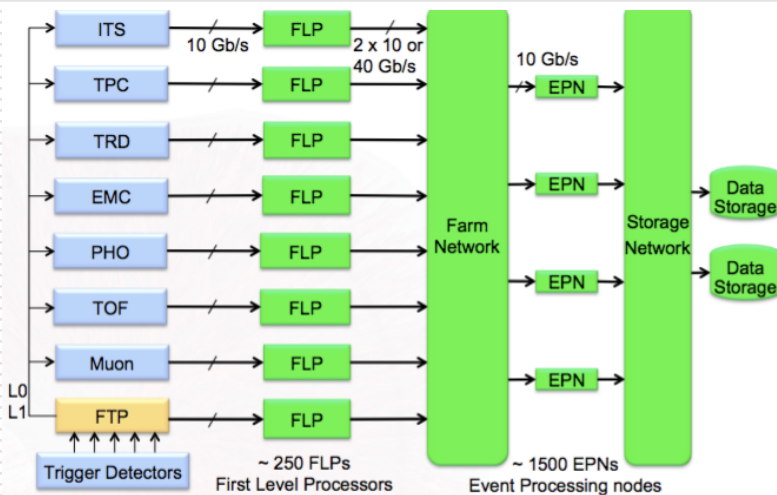 ITS
10 Gb/s
FLP
2 x 10 or
40 Gb/s
TPC
FLP
10 Gb/s
EPN
TRD
FLP
EMC
FLP
EPN
Farm
Network
Storage
Network
Data
Storage
PHO
FLP
Data
Storage
TOF
FLP
EPN
Muon
FLP
EPN
L0
L1
FTP
FLP
Trigger Detectors
~ 250 FLPs
First Level Processors
~ 1500 EPNs
Event Processing nodes